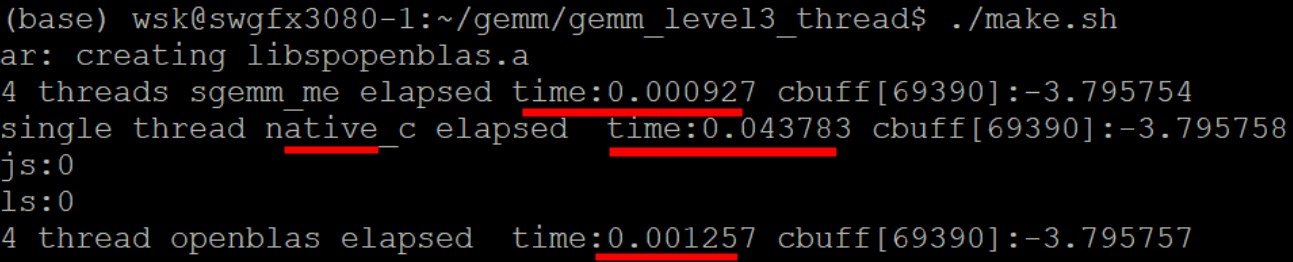 (base) wsk@swgfx3080-1:~/gemm/gemm_level3_thread$ ./make.sh
ar: creating libspopenblas.a
4 threads sgemm_me elapsed time:0.000927 cbuff[69390]:-3.795754
single thread native_c elapsed  time:0.043783 cbuff[69390]:-3.795758
js:0
ls:0
4 thread openblas elapsed  time:0.001257 cbuff[69390]:-3.795757